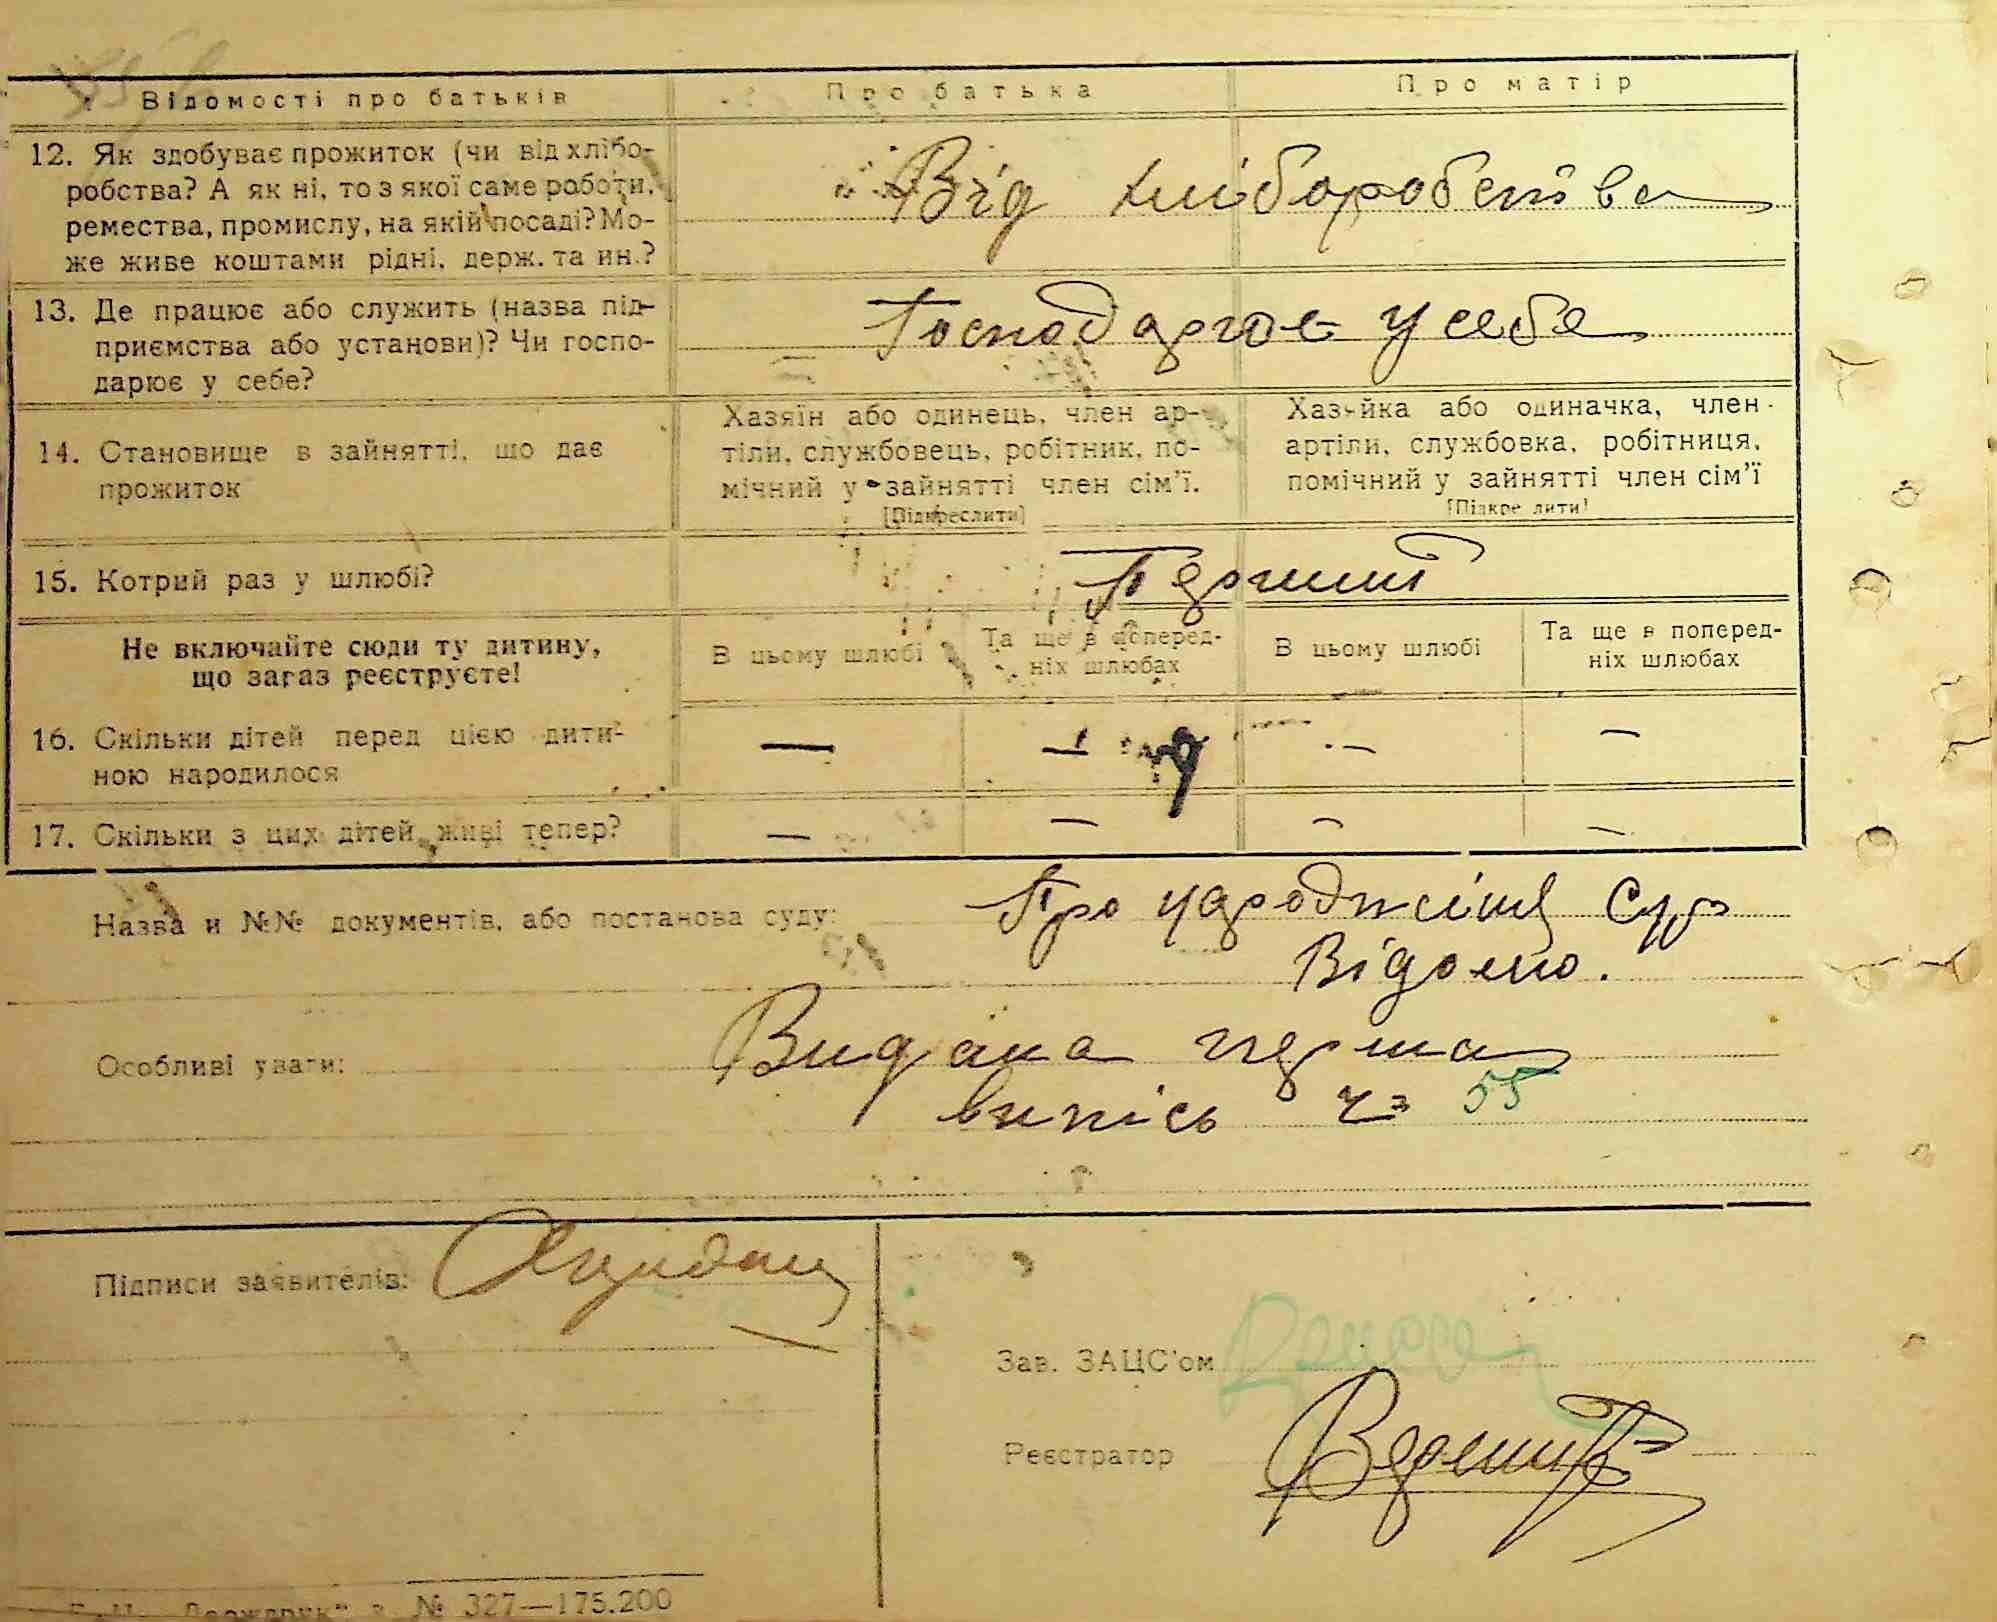 Відомості про батьків
Про батька
Про матір
12. Як здобуває прожиток (чи від хлібо-
робства? А як ні, то з якої саме роботи,
ремества, промислу, на якій посаді? Мо-
же живе коштами рідні, держ. та ин.?
Від хліборобства
13. Де працює або служить (назва під-
приємства або установи)? Чи госпо-
дарює у себе?
Господарює у себе
14. Становище в зайнятті, що дає
прожиток
Хазяїн або одинець, член ар-
тіли, службовець, робітник, по-
мічний у зайнятті член сім'ї.
[Підкреслити]
Хазяйка або одиначка, член
артіли, службовка, робітниця,
помічний у зайнятті член сім'ї
[Підкреслити]
15. Котрий раз у шлюбі?
Перший
Не включайте сюди ту дитину,
що зараз реєструєте!
В цьому шлюбі
Та ще в поперед-
ніх шлюбах
В цьому шлюбі
Та ще в поперед-
ніх шлюбах
16. Скільки дітей перед цією дити-
ною народилося
— — — —
17. Скільки з цих дітей живі тепер?
— — — —
Назва и №№ документів, або постанова суду:
Про
Відомо.
Особливі уваги:
Видана перша
випісь чз 55
Підписи заявителів:
Зав. ЗАЦС'ом
Реєстратор
№ 327—175.200